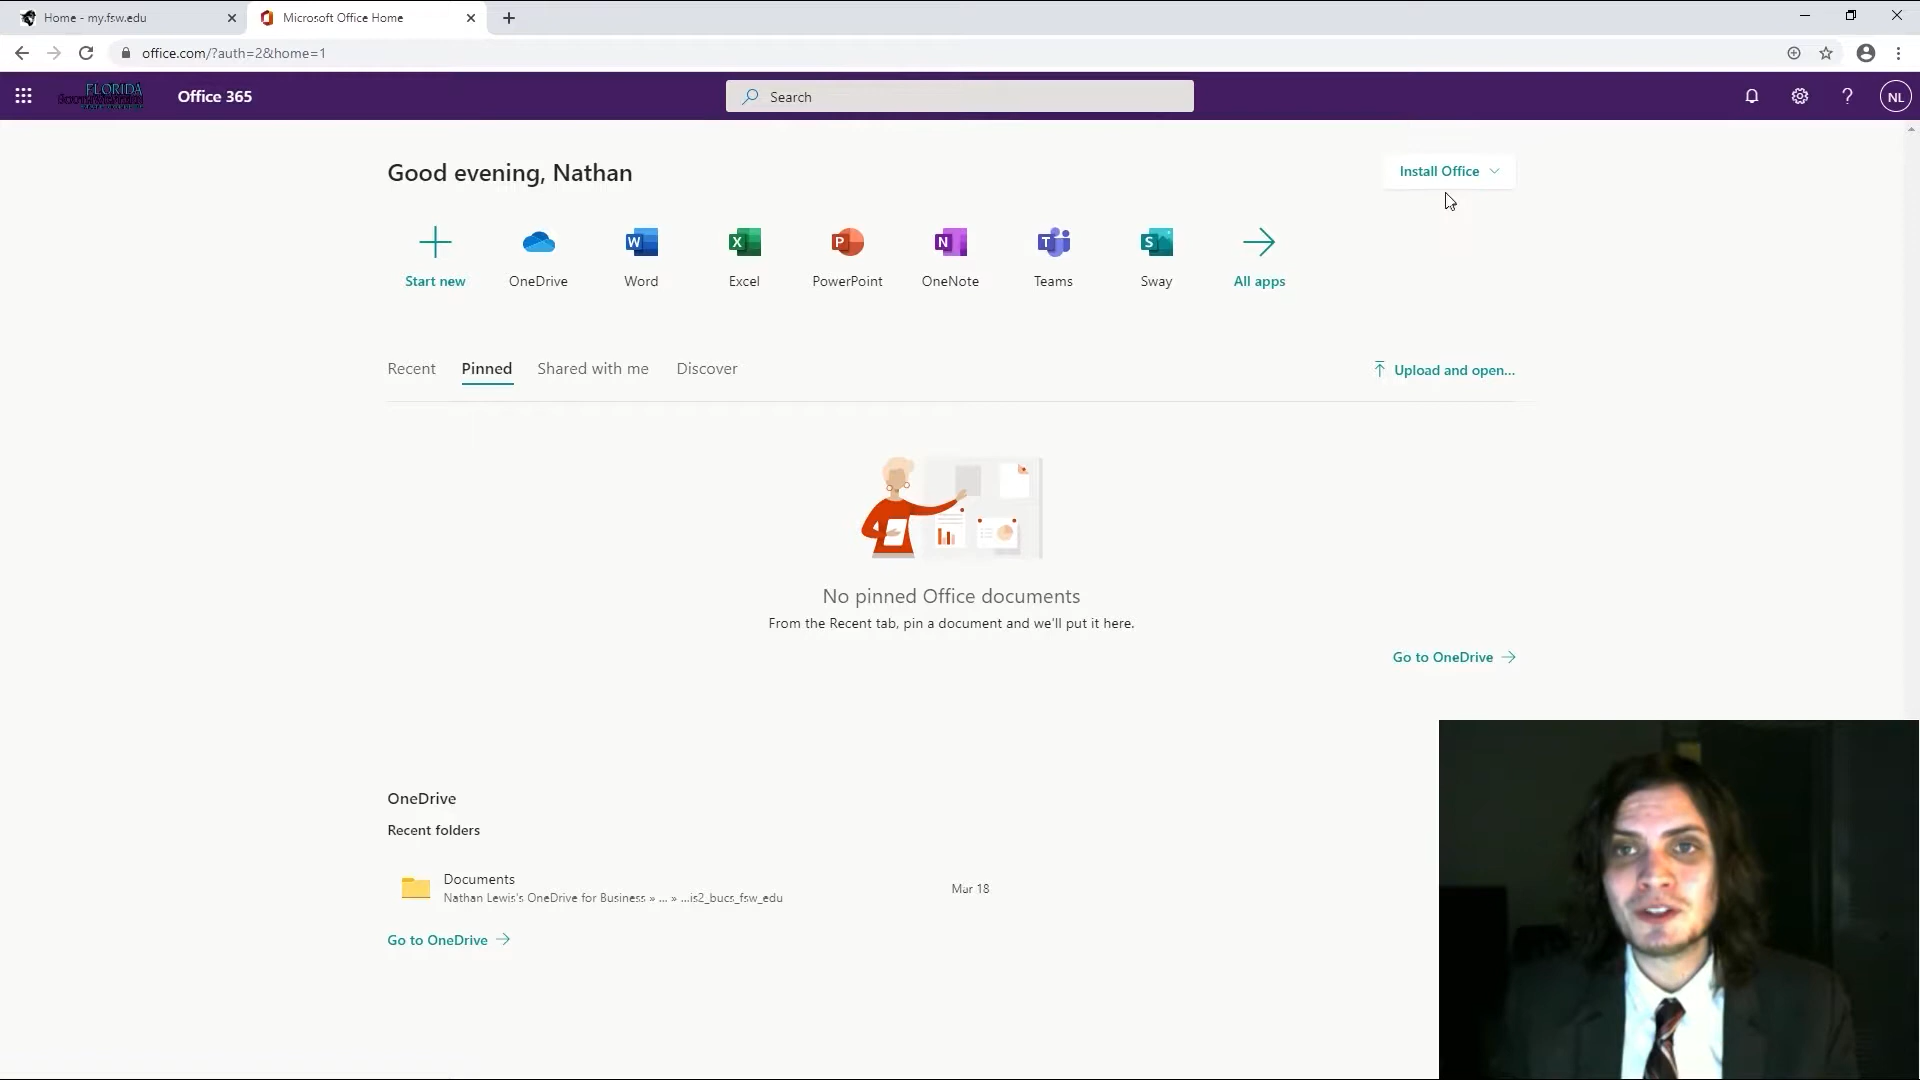 Home - my.fsw.edu
Microsoft Office Home
office.com/?auth=2&home=1
FLORIDA
Office 365
Search
NL
Good evening, Nathan
Install Office
Start new
OneDrive
Word
Excel
PowerPoint
OneNote
Teams
Sway
All apps
Recent
Pinned
Shared with me
Discover
Upload and open...
No pinned Office documents
From the Recent tab, pin a document and we'll put it here.
Go to OneDrive
OneDrive
Recent folders
Documents
Mar 18
Nathan Lewis's OneDrive for Business » ... » ...is2_bucs_fsw_edu
Go to OneDrive